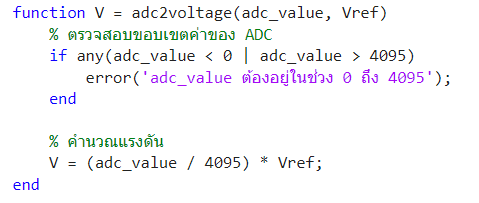 function V = adc2voltage(adc_value, Vref)
    % ตรวจสอบขอบเขตค่าของ ADC
    if any(adc_value < 0 | adc_value > 4095)
        error('adc_value ต้องอยู่ในช่วง 0 ถึง 4095');
    end

    % คำนวณแรงดัน
    V = (adc_value / 4095) * Vref;
end